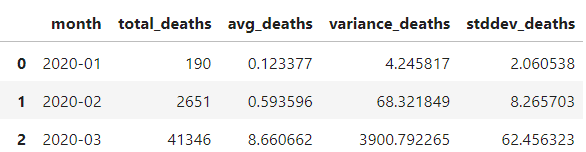 month total_deaths avg_deaths variance_deaths stddev_deaths
0 2020-01 190 0.123377 4.245817 2.060538
1 2020-02 2651 0.593596 68.321849 8.265703
2 2020-03 41346 8.660662 3900.792265 62.456323